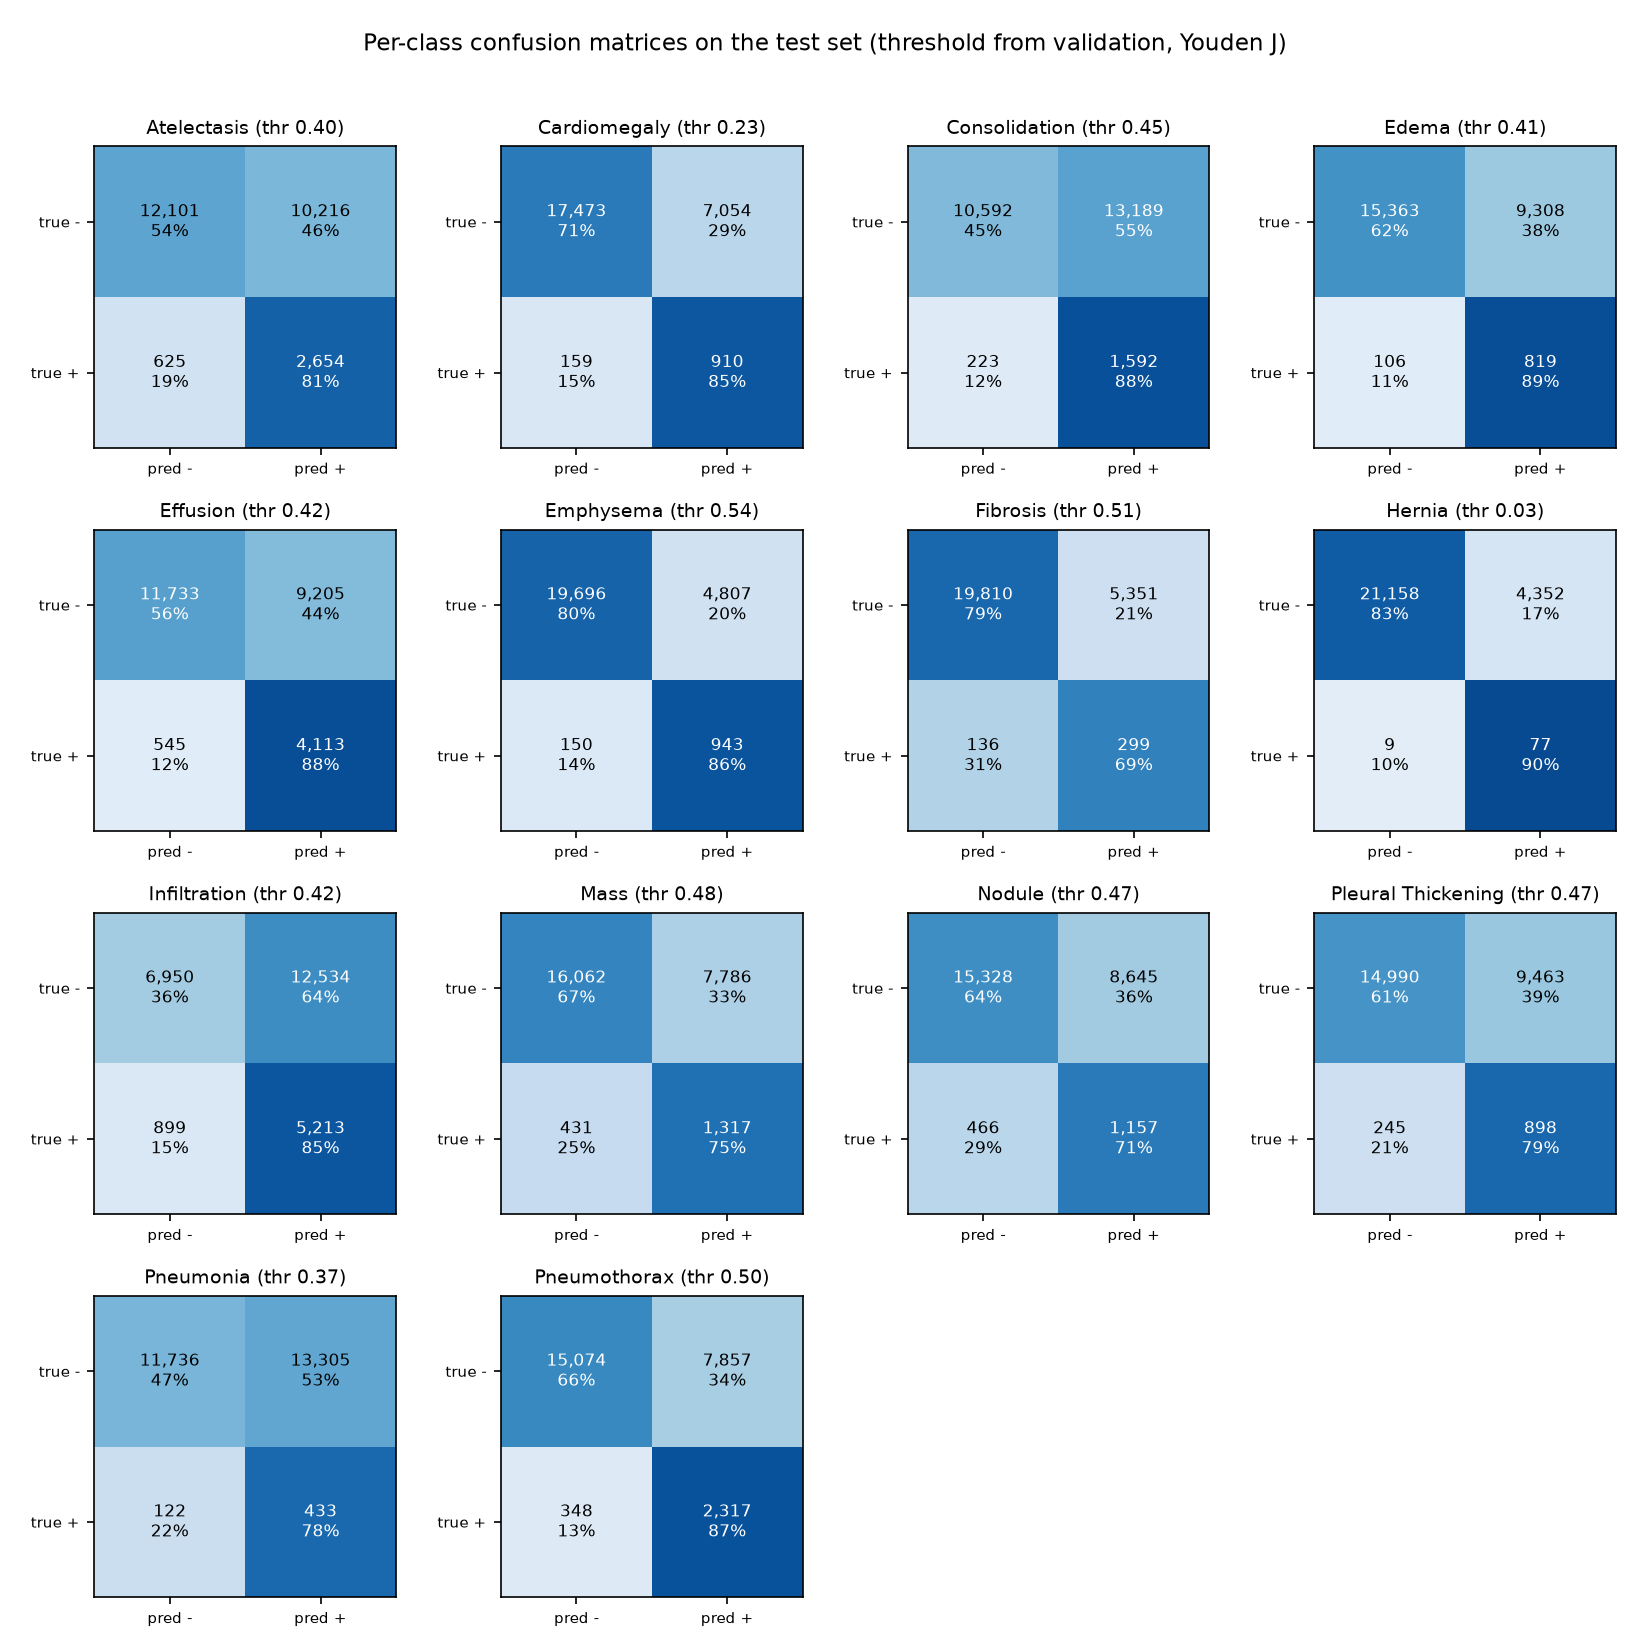 Per-class confusion matrices on the test set (threshold from validation, Youden J)
Atelectasis (thr 0.40)
true -
12,101
54%
10,216
46%
true +
625
19%
2,654
81%
pred -
pred +
Cardiomegaly (thr 0.23)
true -
17,473
71%
7,054
29%
true +
159
15%
910
85%
pred -
pred +
Consolidation (thr 0.45)
true -
10,592
45%
13,189
55%
true +
223
12%
1,592
88%
pred -
pred +
Edema (thr 0.41)
true -
15,363
62%
9,308
38%
true +
106
11%
819
89%
pred -
pred +
Effusion (thr 0.42)
true -
11,733
56%
9,205
44%
true +
545
12%
4,113
88%
pred -
pred +
Emphysema (thr 0.54)
true -
19,696
80%
4,807
20%
true +
150
14%
943
86%
pred -
pred +
Fibrosis (thr 0.51)
true -
19,810
79%
5,351
21%
true +
136
31%
299
69%
pred -
pred +
Hernia (thr 0.03)
true -
21,158
83%
4,352
17%
true +
9
10%
77
90%
pred -
pred +
Infiltration (thr 0.42)
true -
6,950
36%
12,534
64%
true +
899
15%
5,213
85%
pred -
pred +
Mass (thr 0.48)
true -
16,062
67%
7,786
33%
true +
431
25%
1,317
75%
pred -
pred +
Nodule (thr 0.47)
true -
15,328
64%
8,645
36%
true +
466
29%
1,157
71%
pred -
pred +
Pleural Thickening (thr 0.47)
true -
14,990
61%
9,463
39%
true +
245
21%
898
79%
pred -
pred +
Pneumonia (thr 0.37)
true -
11,736
47%
13,305
53%
true +
122
22%
433
78%
pred -
pred +
Pneumothorax (thr 0.50)
true -
15,074
66%
7,857
34%
true +
348
13%
2,317
87%
pred -
pred +